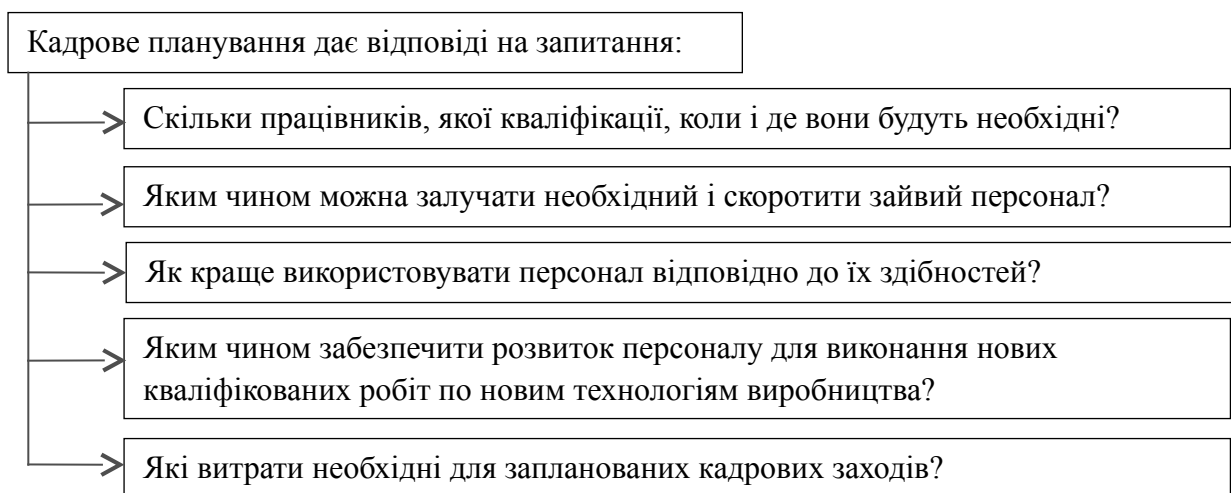 Кадрове планування дає відповіді на запитання:
Скільки працівників, якої кваліфікації, коли і де вони будуть необхідні?
Яким чином можна залучати необхідний і скоротити зайвий персонал?
Як краще використовувати персонал відповідно до їх здібностей?
Яким чином забезпечити розвиток персоналу для виконання нових
кваліфікованих робіт по новим технологіям виробництва?
Які витрати необхідні для запланованих кадрових заходів?